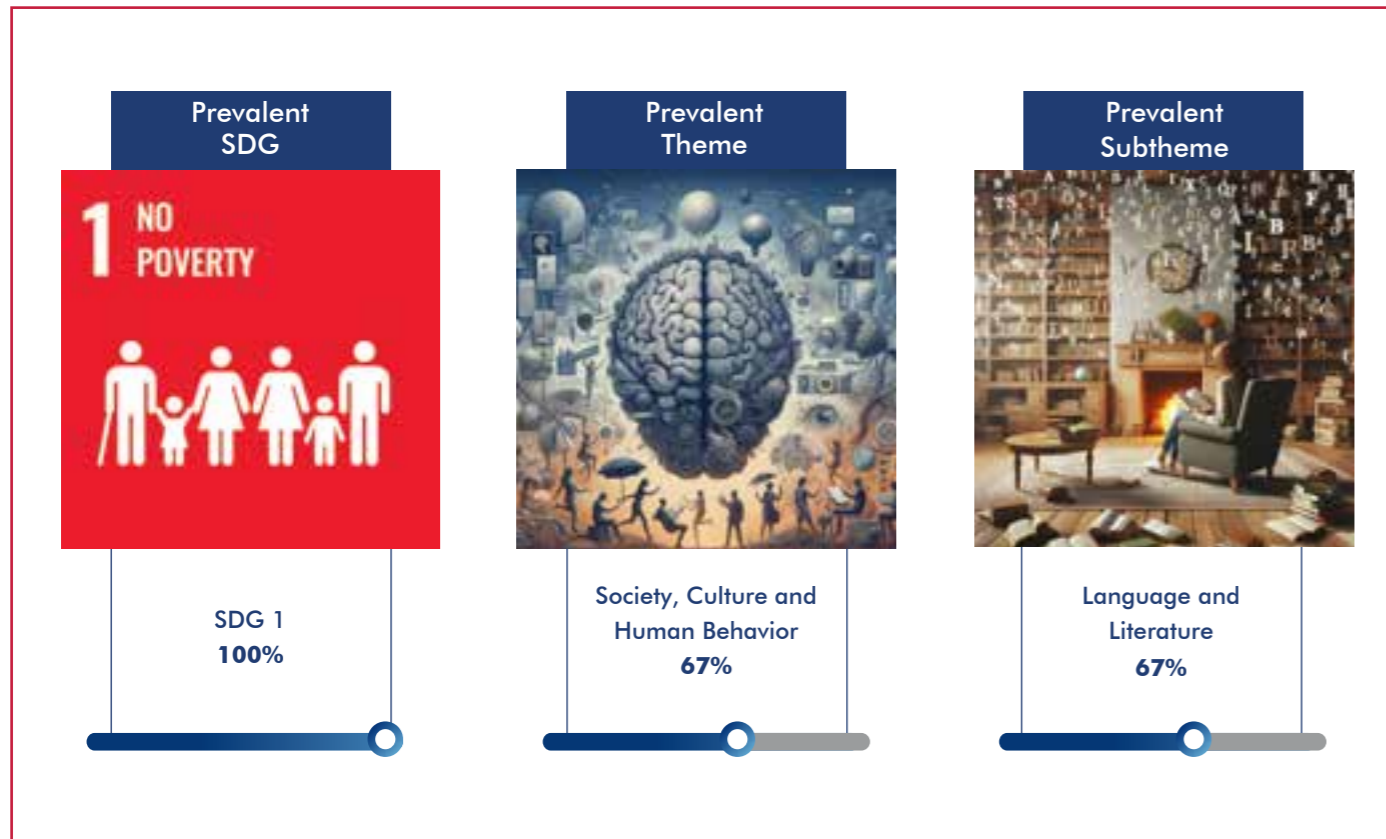 Prevalent
SDG
1 NO
POVERTY
SDG 1
100%
Prevalent
Theme
Society, Culture and
Human Behavior
67%
Prevalent
Subtheme
Language and
Literature
67%